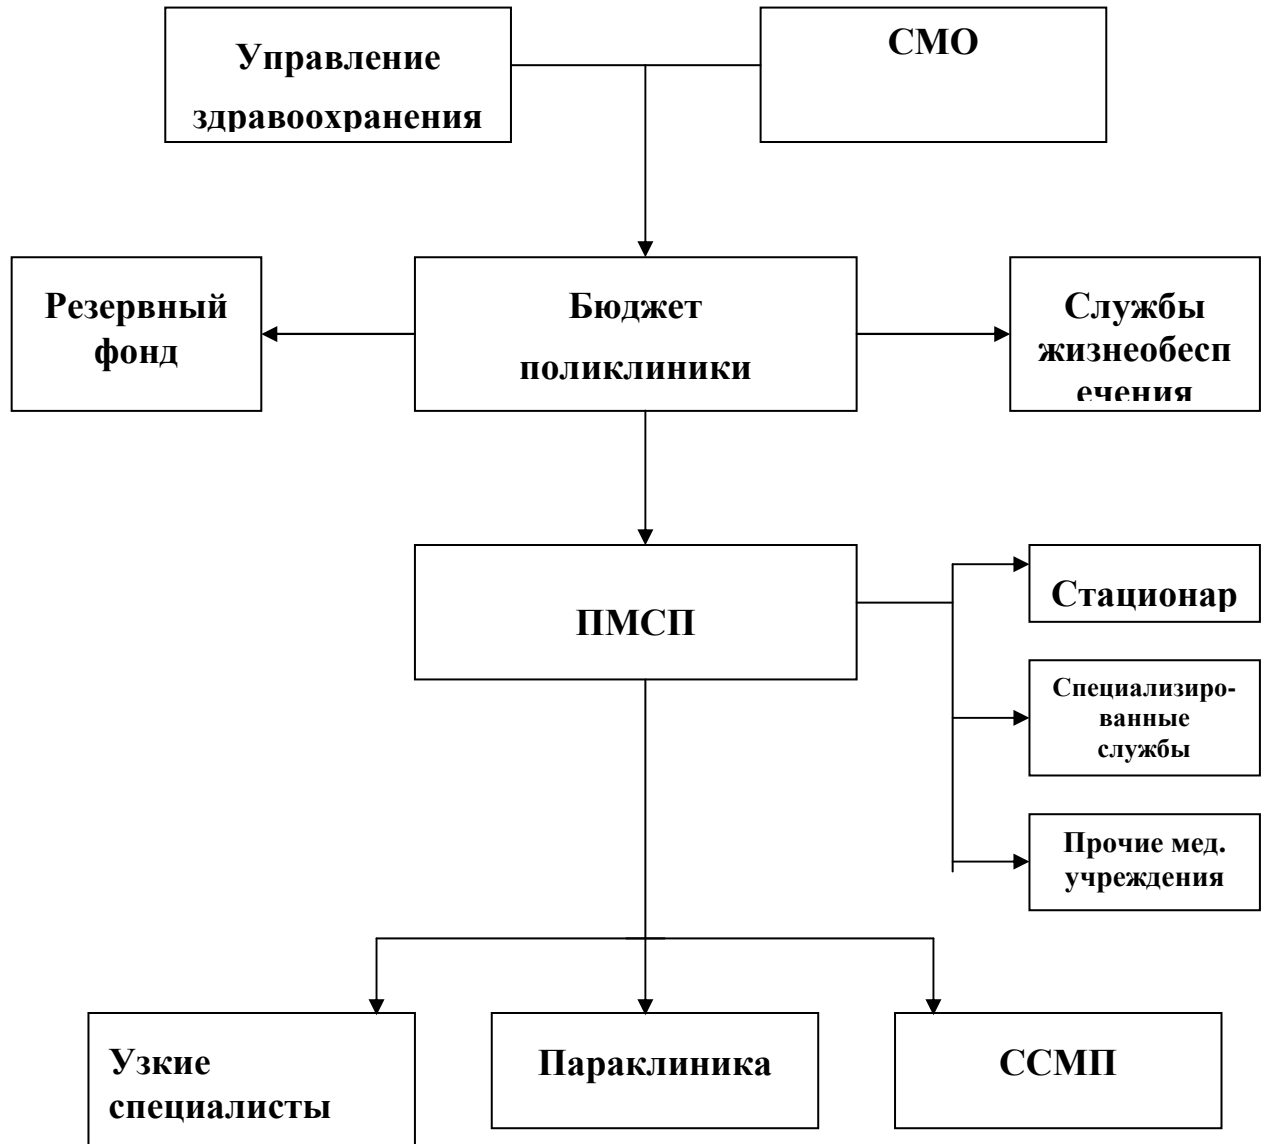 Управление
здравоохранения
СМО
Резервный
фонд
Бюджет
поликлиники
Службы
жизнеобесп
ечения
ПМСП
Стационар
Специализиро-
ванные
службы
Прочие мед.
учреждения
Узкие
специалисты
Параклиника
ССМП